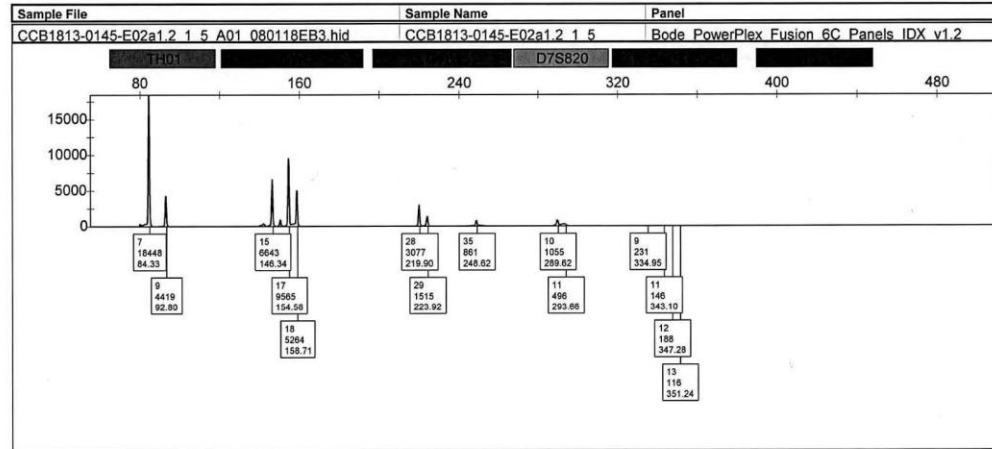 Sample File Sample Name Panel
CCB1813-0145-E02a1.2_1_5_A01_080118EB3.hid CCB1813-0145-E02a1.2_1_5 Bode_PowerPlex_Fusion_6C_Panels_IDX_v1.2
TH01 D7S820
80 160 240 320 400 480
15000
10000
5000
0
7 15 28 35 10 9
18448 6643 3077 861 1055 231
84.33 146.34 219.90 248.62 289.62 334.95
9 17 29 11 11
4419 9565 1515 496 146
92.80 154.58 223.92 293.66 343.10
18 12
5264 188
158.71 347.28
13
116
351.24